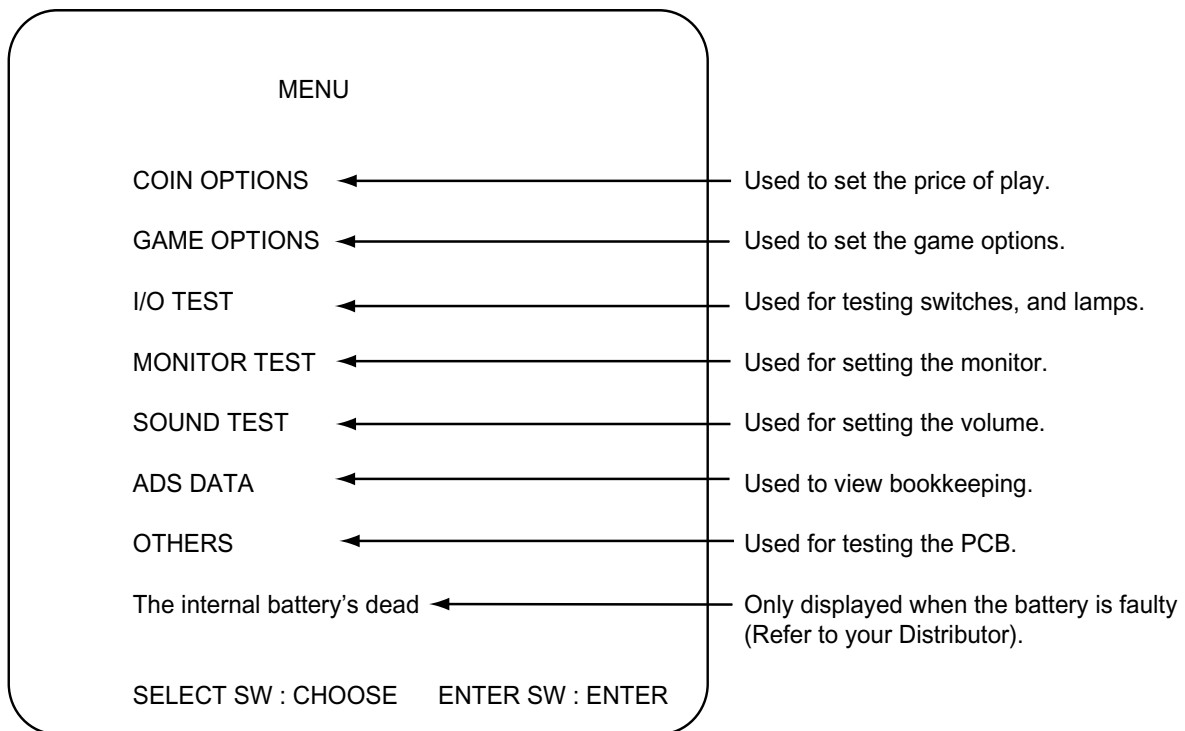 MENU
COIN OPTIONS Used to set the price of play.
GAME OPTIONS Used to set the game options.
I/O TEST Used for testing switches, and lamps.
MONITOR TEST Used for setting the monitor.
SOUND TEST Used for setting the volume.
ADS DATA Used to view bookkeeping.
OTHERS Used for testing the PCB.
The internal battery's dead Only displayed when the battery is faulty
(Refer to your Distributor).
SELECT SW : CHOOSE ENTER SW : ENTER